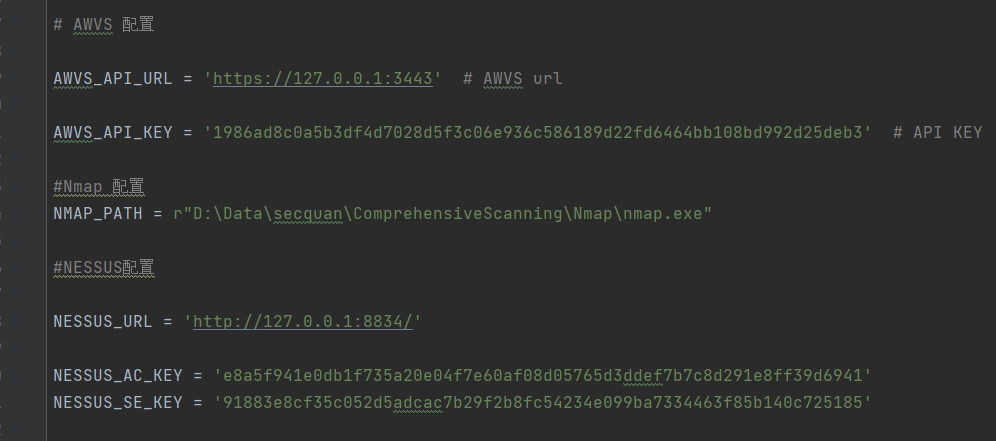 # AWVS 配置
AWVS_API_URL = 'https://127.0.0.1:3443'  # AWVS url
AWVS_API_KEY = '1986ad8c0a5b3df4d7028d5f3c06e936c586189d22fd6464bb108bd992d25deb3'  # API KEY
#Nmap 配置
NMAP_PATH = r"D:\Data\secquan\ComprehensiveScanning\Nmap\nmap.exe"
#NESSUS配置
NESSUS_URL = 'http://127.0.0.1:8834/'
NESSUS_AC_KEY = 'e8a5f941e0db1f735a20e04f7e60af08d05765d3ddef7b7c8d291e8ff39d6941'
NESSUS_SE_KEY = '91883e8cf35c052d5adcac7b29f2b8fc54234e099ba7334463f85b140c725185'